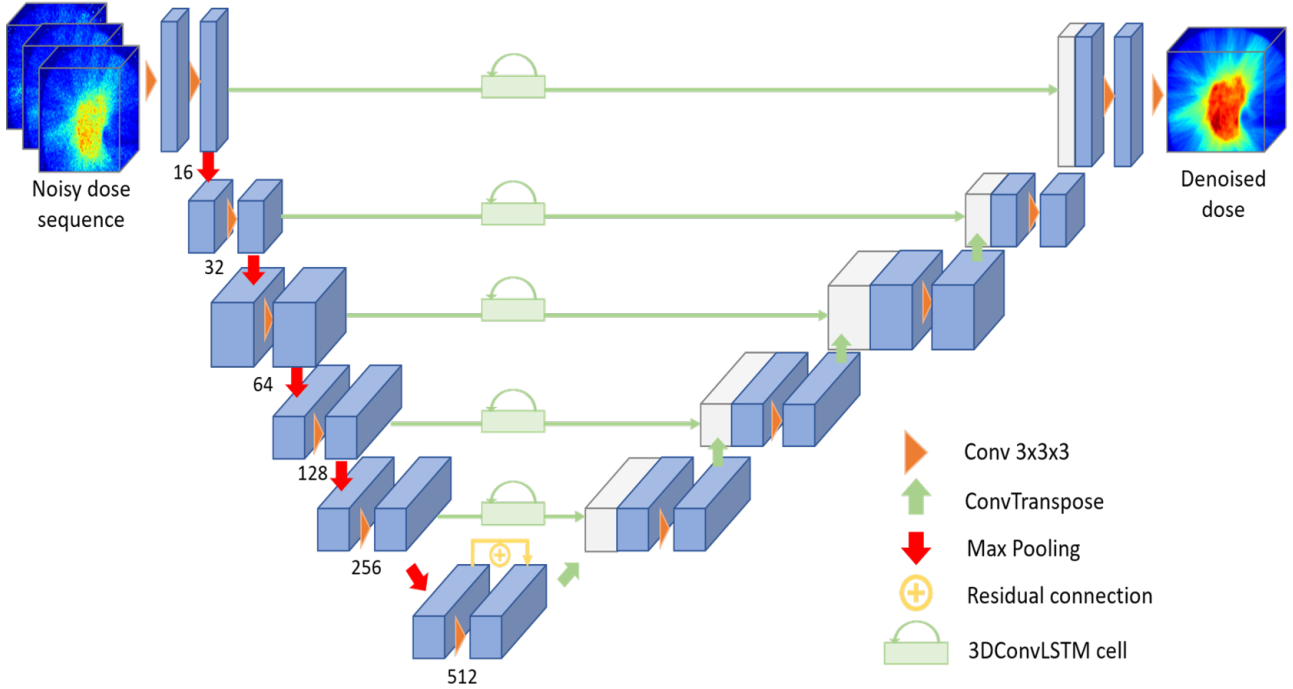 16
Noisy dose
sequence
Denoised
dose
32
64
128
256
512
Conv 3x3x3
ConvTranspose
Max Pooling
Residual connection
3DConvLSTM cell